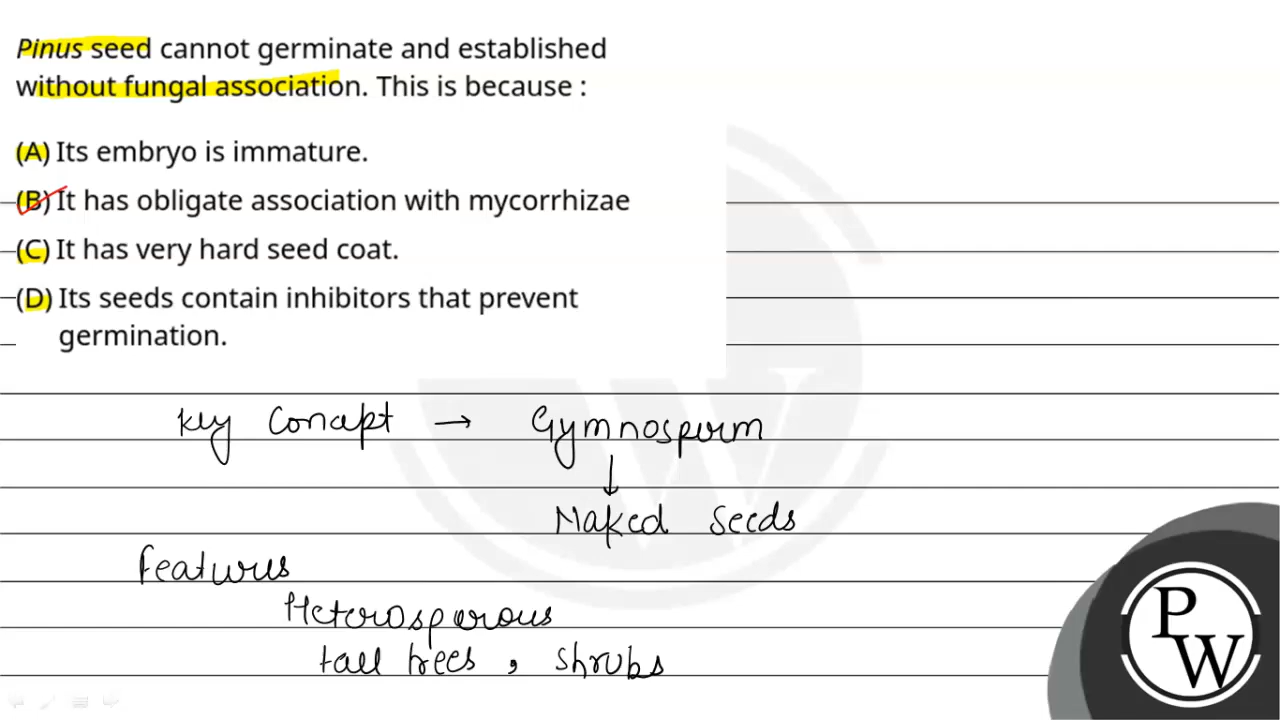 Pinus seed cannot germinate and established
without fungal association. This is because :
(A) Its embryo is immature.
(B) It has obligate association with mycorrhizae
(C) It has very hard seed coat.
(D) Its seeds contain inhibitors that prevent
germination.
Key Concept → Gymnosperm
↓
Naked Seeds
Features
Heterosporous
tall trees , Shrubs
P
W